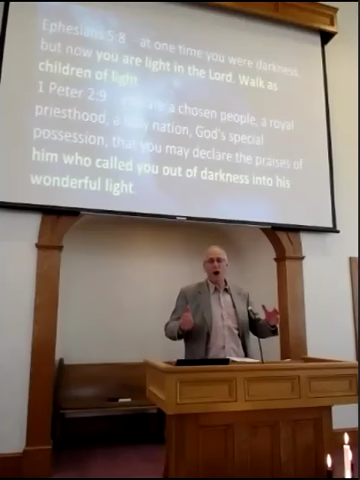 Ephesians 5:8 - at one time you were darkness,
but now you are light in the Lord. Walk as
children of light
1 Peter 2:9 a chosen people, a royal
priesthood, a holy nation, God's special
possession, that you may declare the praises of
him who called you out of darkness into his
wonderful light